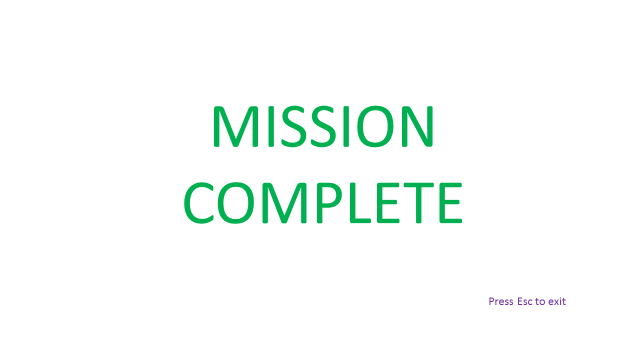 MISSION
COMPLETE
Press Esc to exit